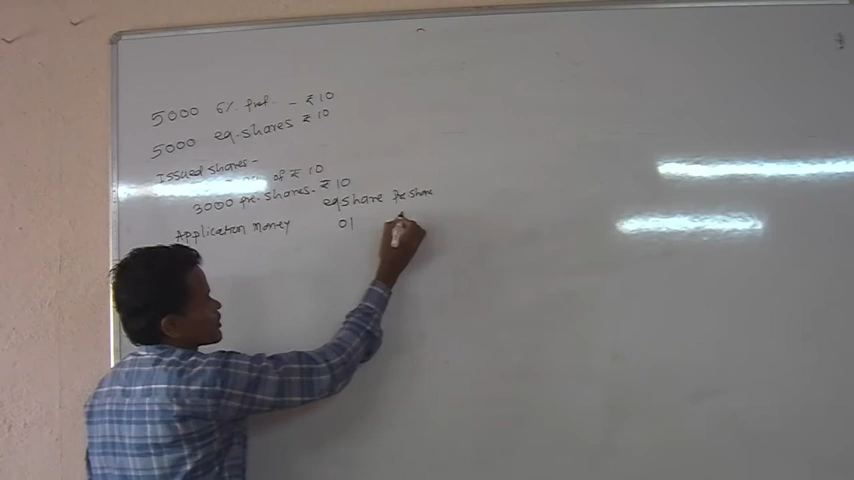 5000 6% Pref. - ₹10
5000 eq.shares ₹10
Issued shares-
of ₹10
3000 pre.shares. ₹10
eqshare Pre share
Application Money 01